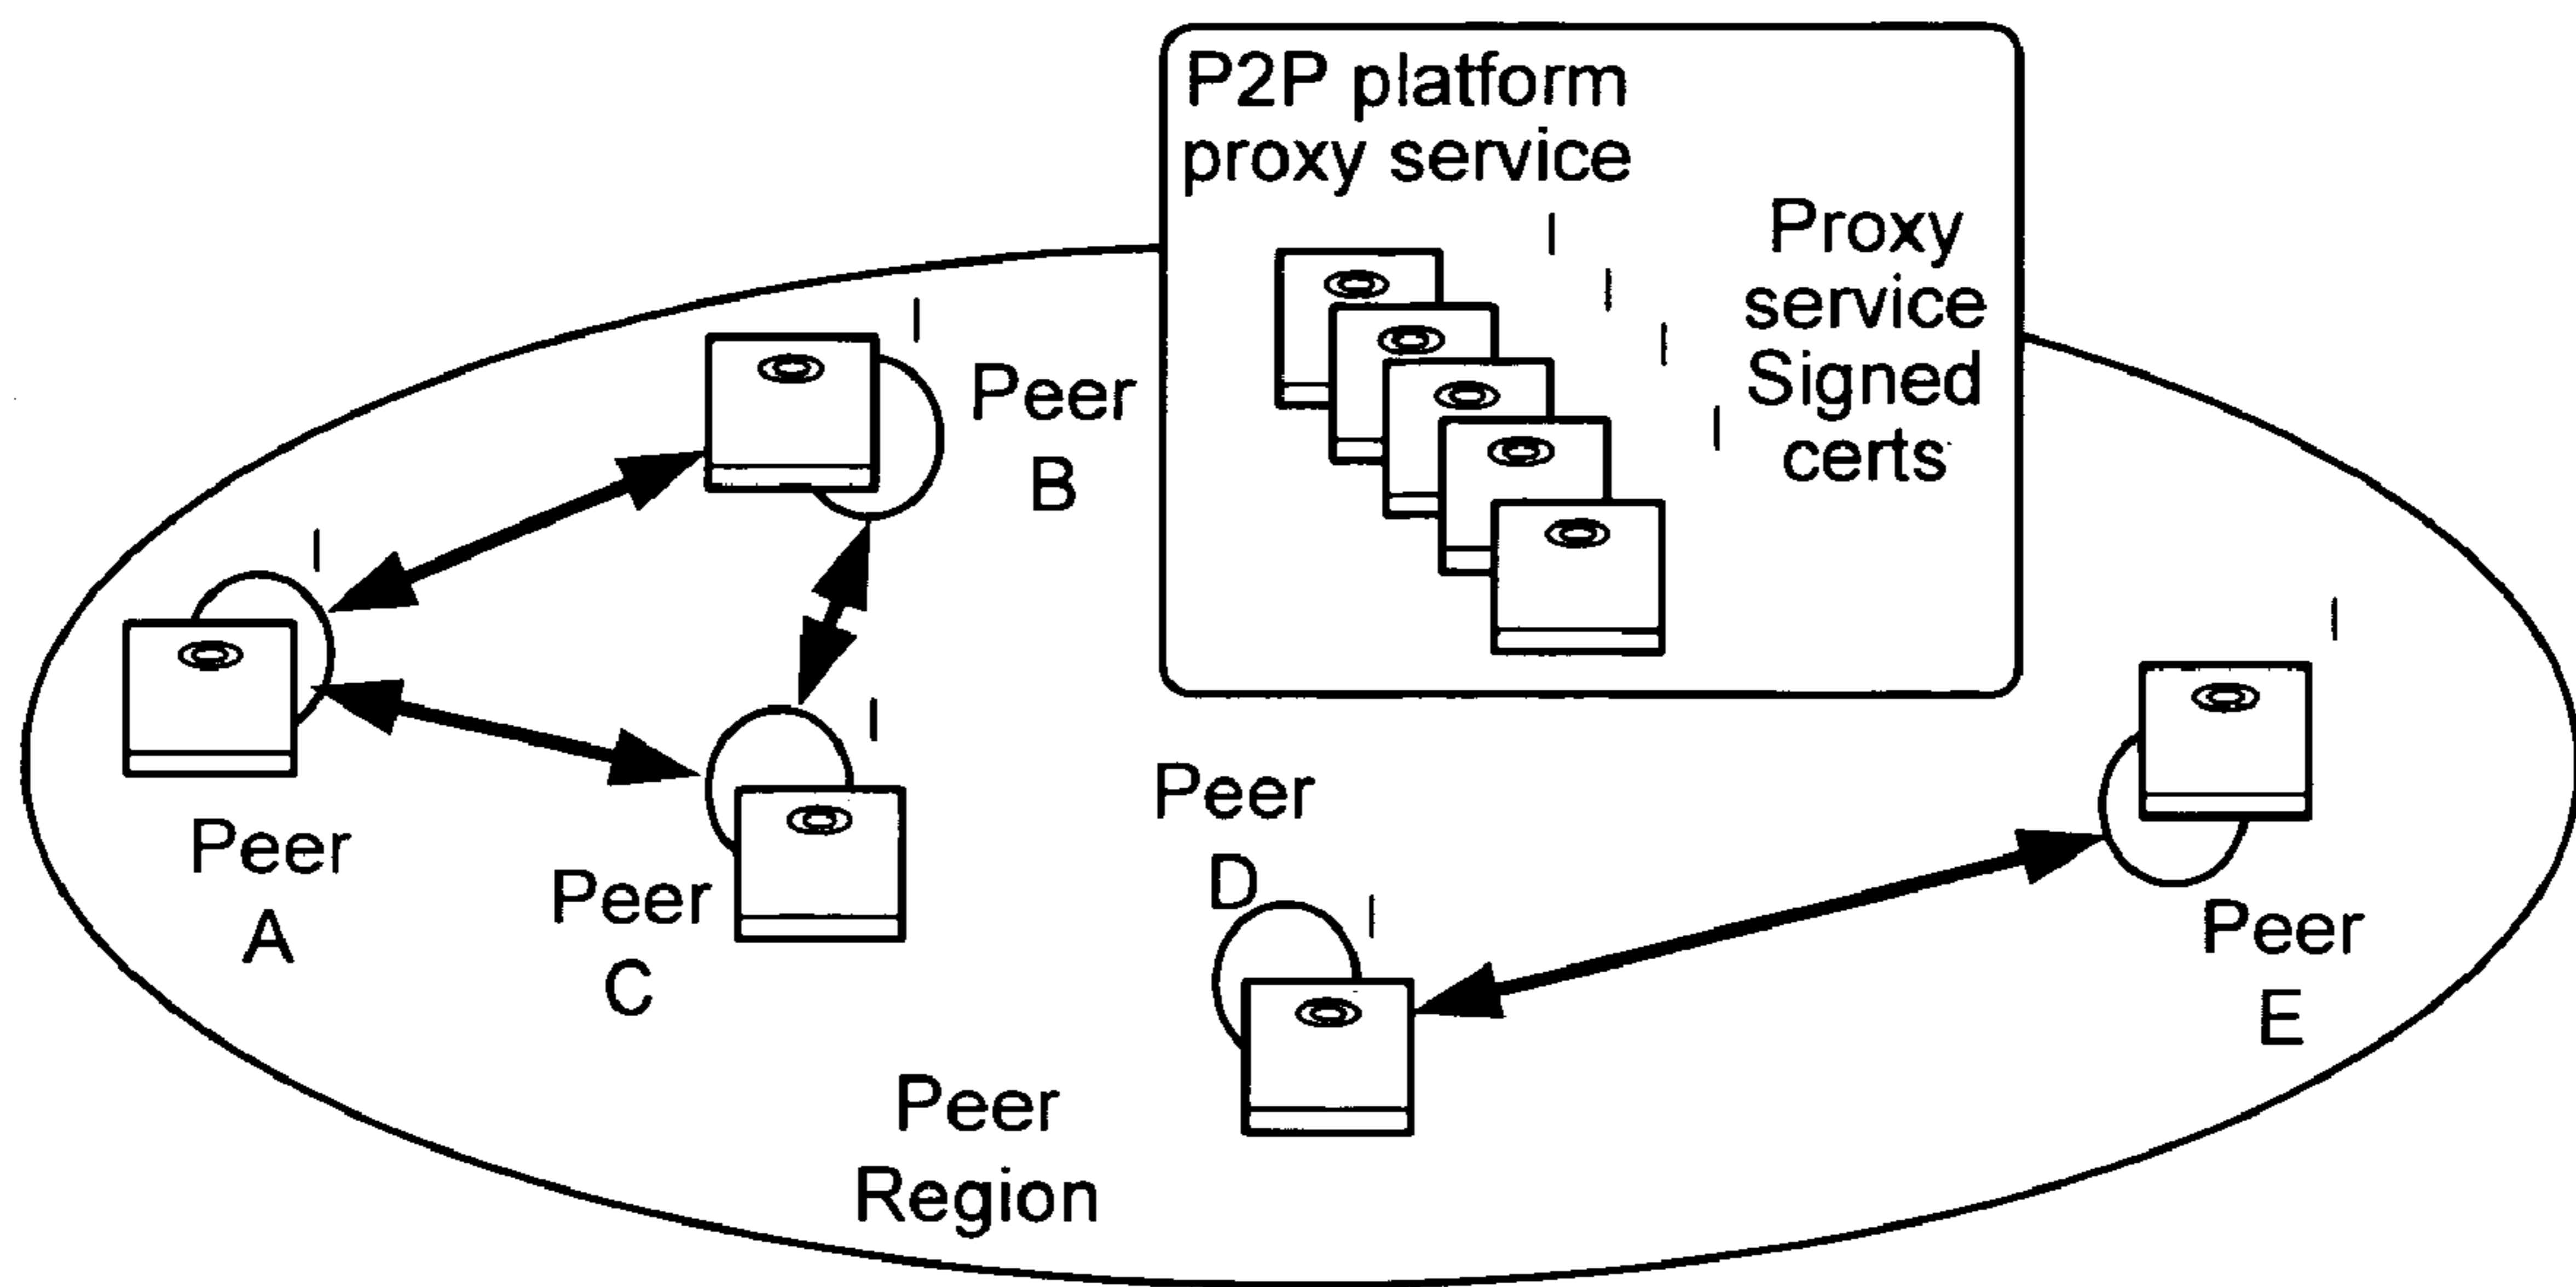 P2P platform
proxy service
Proxy
service
Signed
certs
Peer
B
Peer
A
Peer
C
Peer
D
Peer
E
Peer
Region